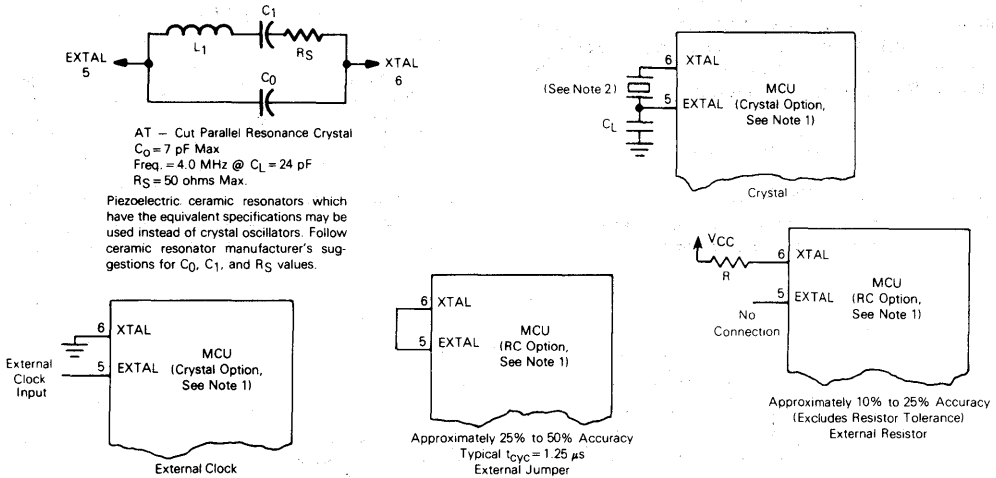 C1
L1
RS
EXTAL
5
XTAL
6
C0
AT – Cut Parallel Resonance Crystal
C0 = 7 pF Max
Freq. = 4.0 MHz @ CL = 24 pF
RS = 50 ohms Max.
Piezoelectric ceramic resonators which
have the equivalent specifications may be
used instead of crystal oscillators. Follow
ceramic resonator manufacturer's sug-
gestions for C0, C1, and RS values.
6 XTAL
(See Note 2)
5 EXTAL
CL
MCU
(Crystal Option,
See Note 1)
Crystal
6 XTAL
5 EXTAL
External
Clock
Input
MCU
(Crystal Option,
See Note 1)
External Clock
6 XTAL
5 EXTAL
MCU
(RC Option,
See Note 1)
Approximately 25% to 50% Accuracy
Typical tcyc = 1.25 μs
External Jumper
VCC
R
6 XTAL
5 EXTAL
No
Connection
MCU
(RC Option,
See Note 1)
Approximately 10% to 25% Accuracy
(Excludes Resistor Tolerance)
External Resistor